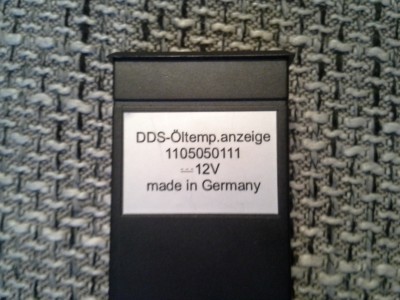 DDS-Öltemp.anzeige
1105050111
⎓12V
made in Germany